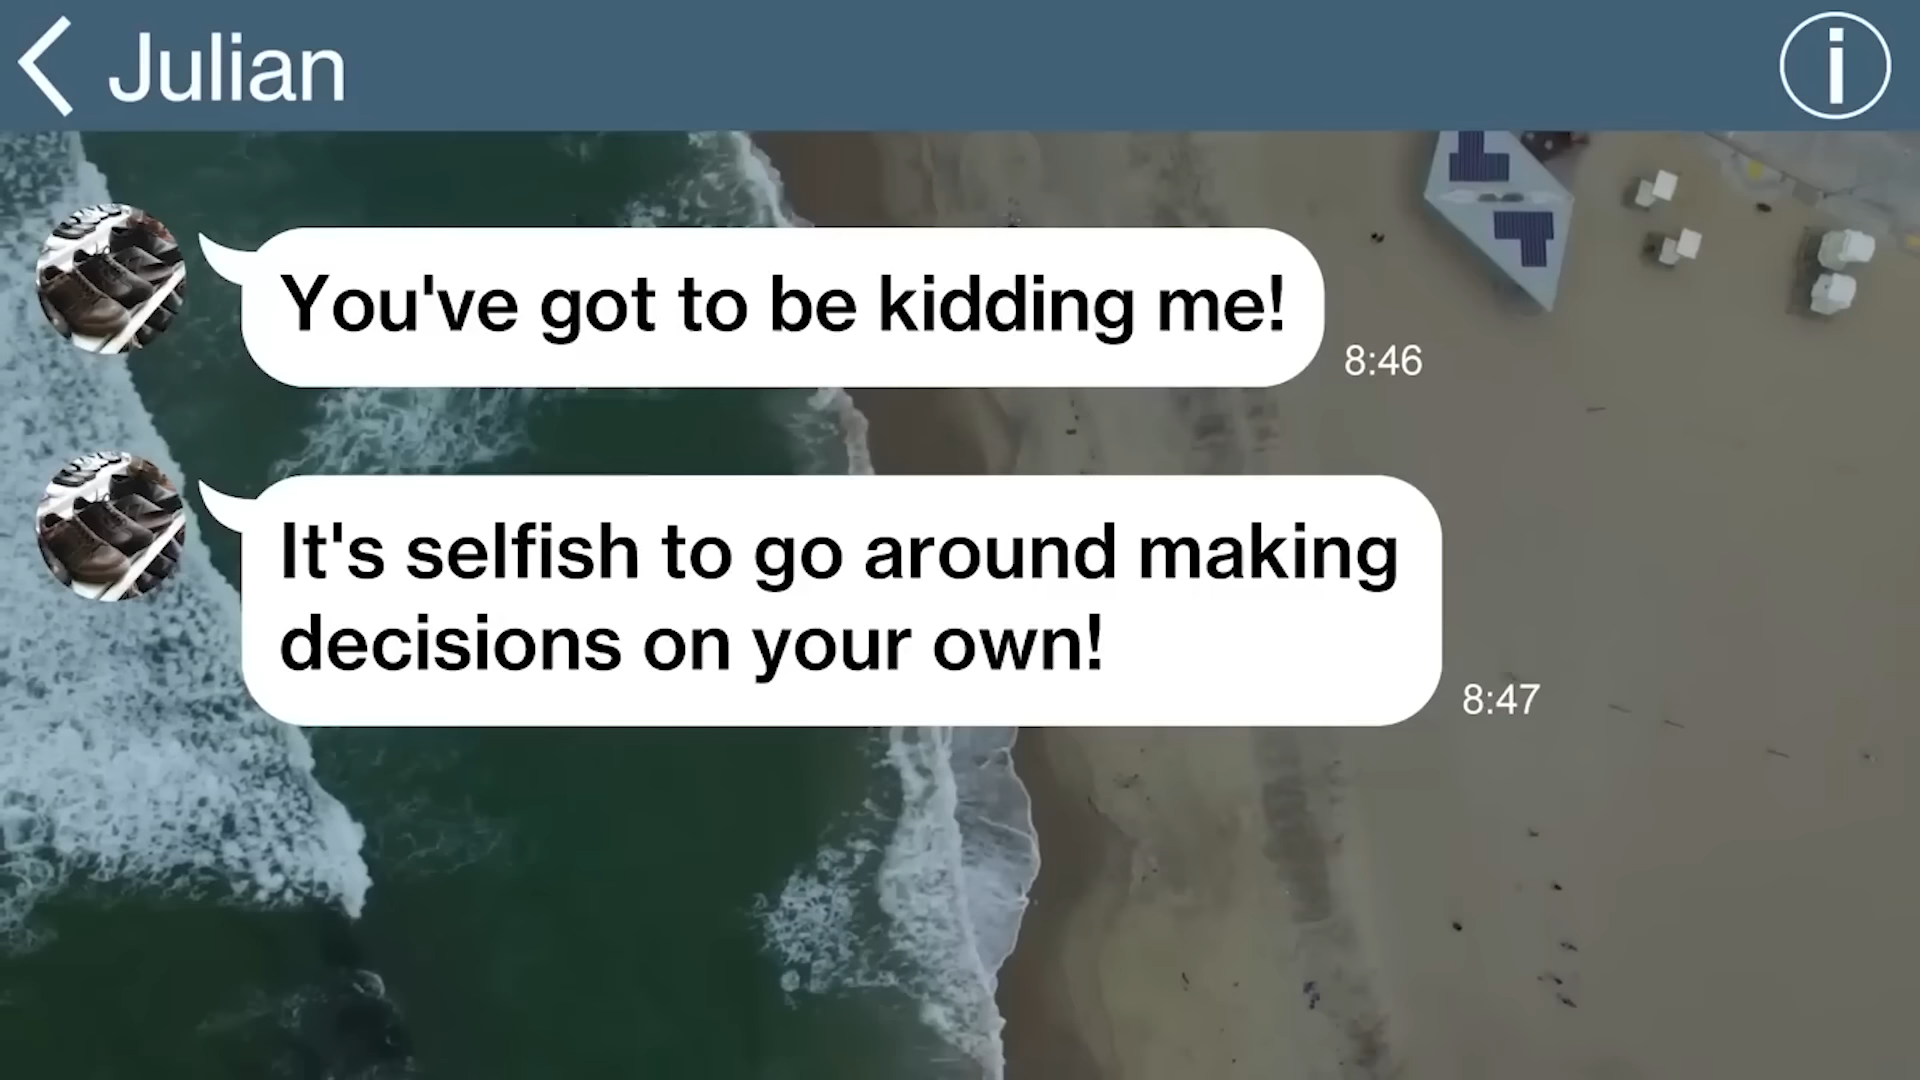 Julian
You've got to be kidding me!
8:46
It's selfish to go around making
decisions on your own!
8:47